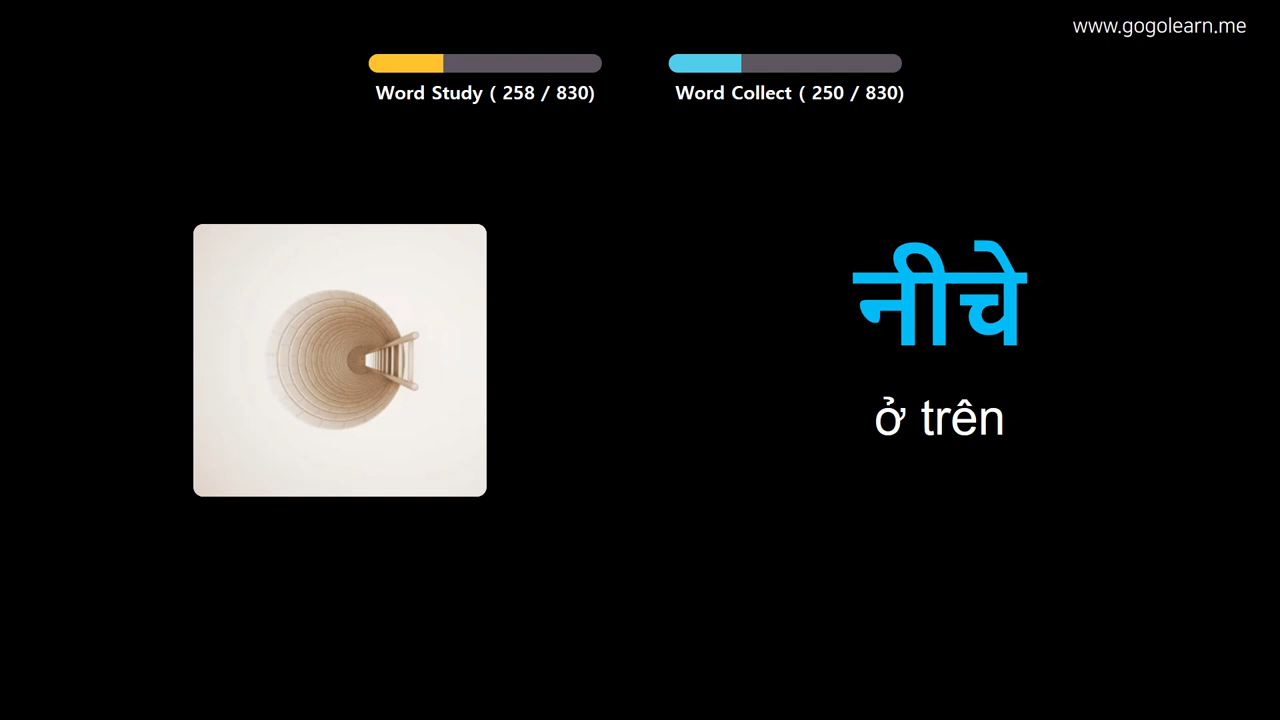 www.gogolearn.me
Word Study ( 258 / 830)
Word Collect ( 250 / 830)
नीचे
ở trên